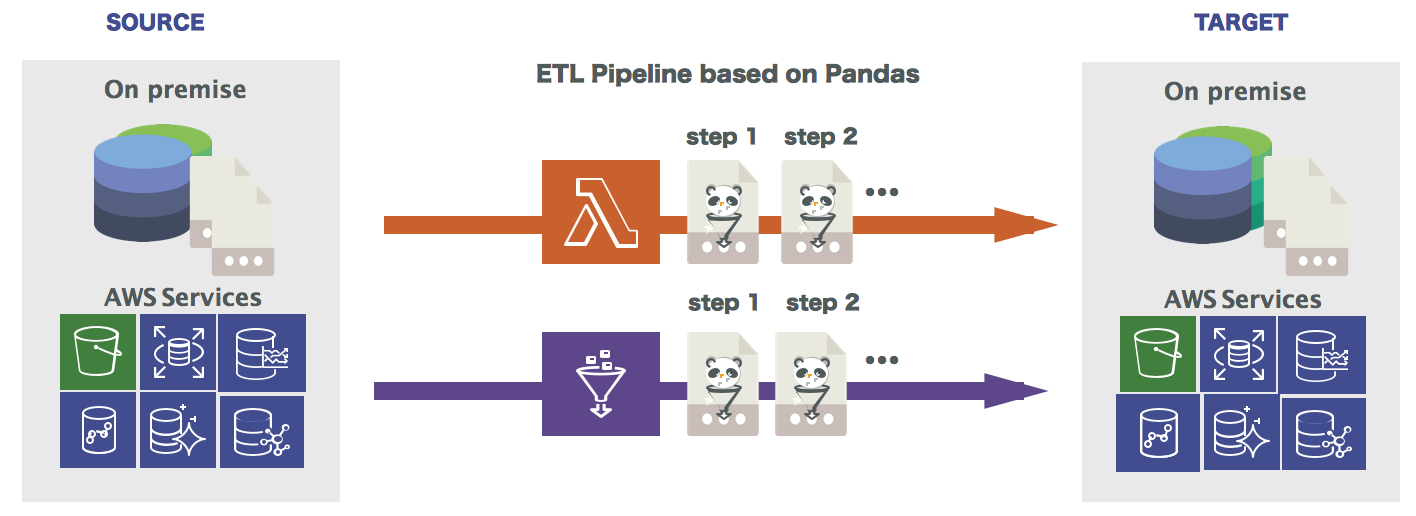 SOURCE
TARGET
On premise
ETL Pipeline based on Pandas
On premise
step 1
step 2
...
AWS Services
step 1
step 2
...
AWS Services